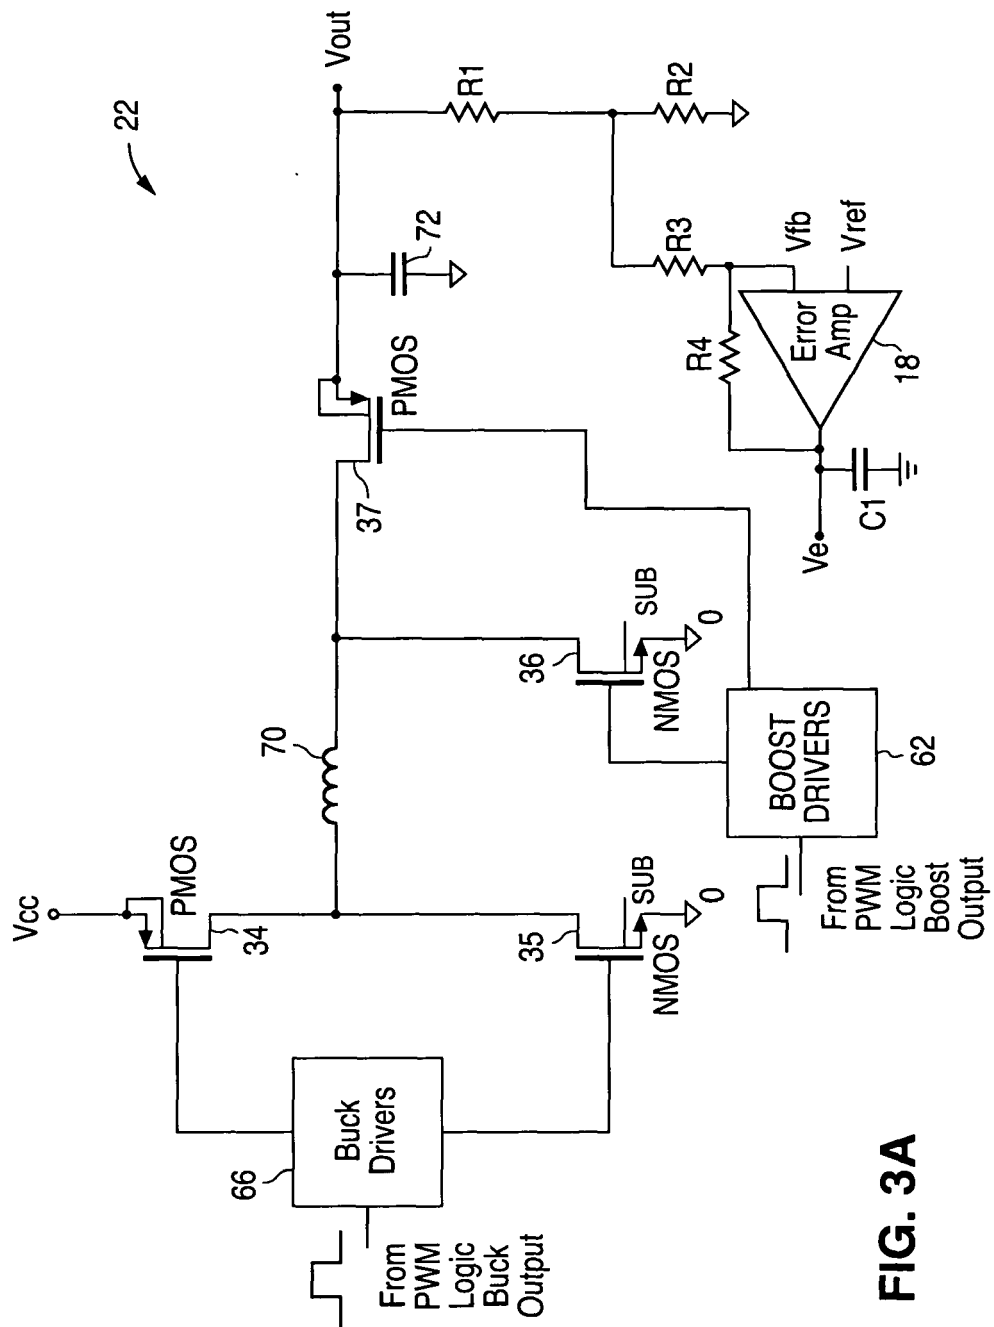 22
Vcc
PMOS
34
70
37
PMOS
72
Vout
R1
R2
R3
R4
Vfb
Vref
Error
Amp
18
Ve
C1
66
Buck
Drivers
From
PWM
Logic
Buck
Output
35
SUB
NMOS
0
36
SUB
NMOS
0
BOOST
DRIVERS
62
From
PWM
Logic
Boost
Output
FIG. 3A